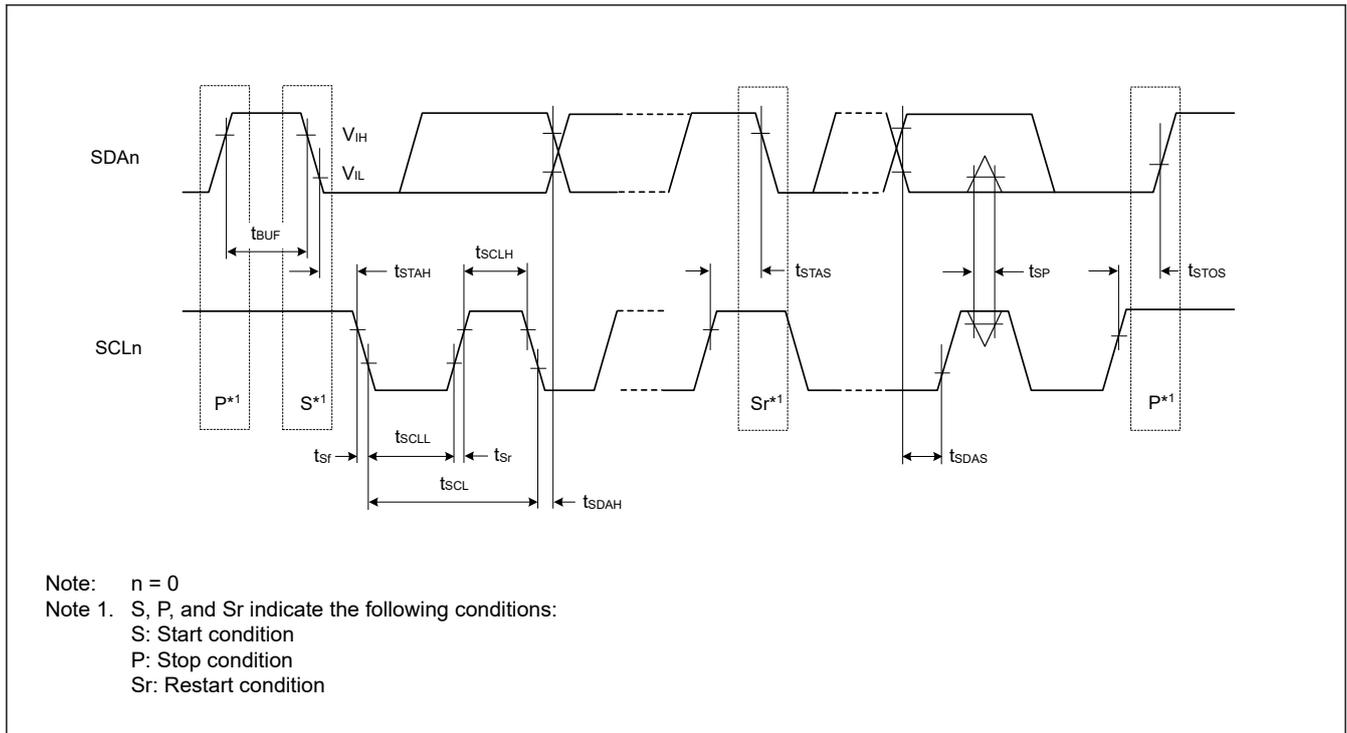 SDAn
VIH
VIL
tBUF
tSTAH
tSCLH
tSTAS
tSP
tSTOS
SCLn
P*1
S*1
Sr*1
P*1
tSf
tSCLL
tSr
tSCL
tSDAH
tSDAS
Note: n = 0
Note 1. S, P, and Sr indicate the following conditions:
S: Start condition
P: Stop condition
Sr: Restart condition